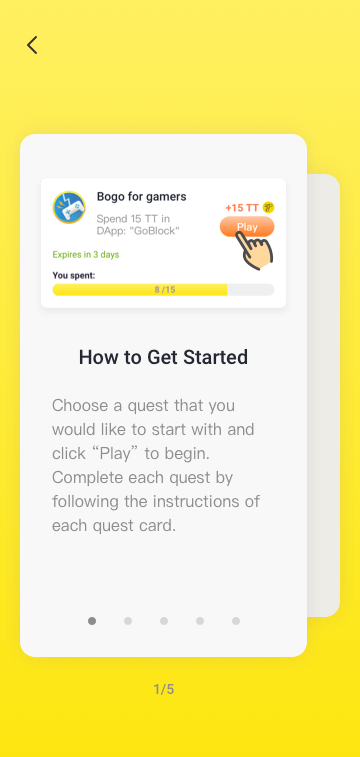 Bogo for gamers
+15 TT
Spend 15 TT in
DApp: "GoBlock"
Play
Expires in 3 days
You spent:
8 /15
How to Get Started
Choose a quest that you
would like to start with and
click “Play” to begin.
Complete each quest by
following the instructions of
each quest card.
1/5